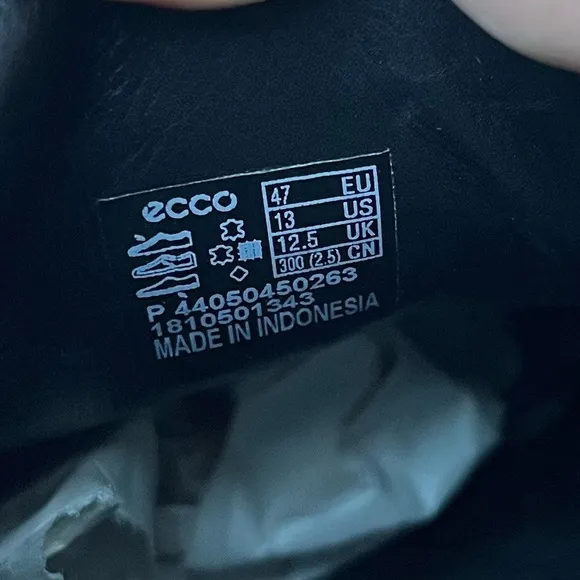 ecco
47 EU
13 US
12.5 UK
300 (2.5) CN
P 44050450263
1810501343
MADE IN INDONESIA